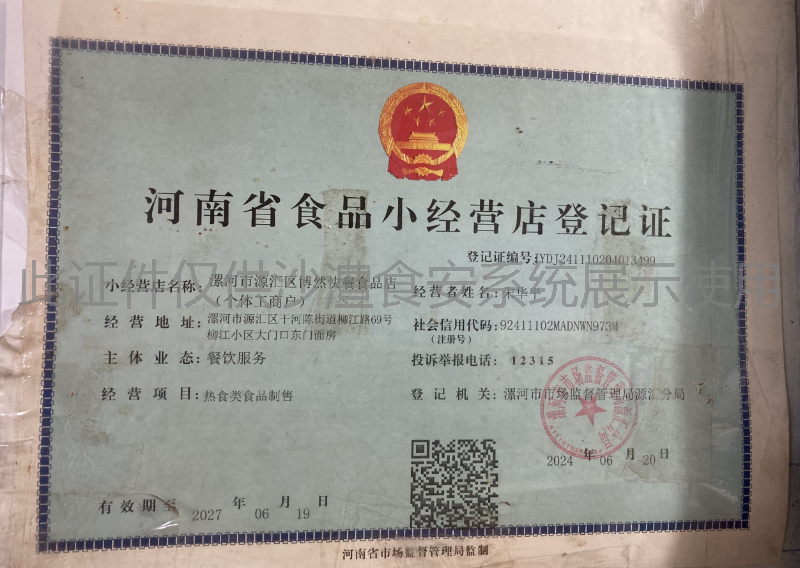 河南省食品小经营店登记证
登记证编号:JYDJ241110204013499
小经营店名称: 漯河市源汇区博然快餐食品店
(个体工商户)
经营者姓名:
经营地址: 漯河市源汇区干河陈街道柳江路69号
柳江小区大门口东门面房
社会信用代码:92411102MADNWN973M
(注册号)
主体业态: 餐饮服务
投诉举报电话: 12315
经营项目: 热食类食品制售
登记机关: 漯河市市场监督管理局源汇分局
2024 年 06 月 20 日
有效期至 2027 年 06 月 19 日
河南省市场监督管理局监制
此证件仅供沙澧食安系统展示使用